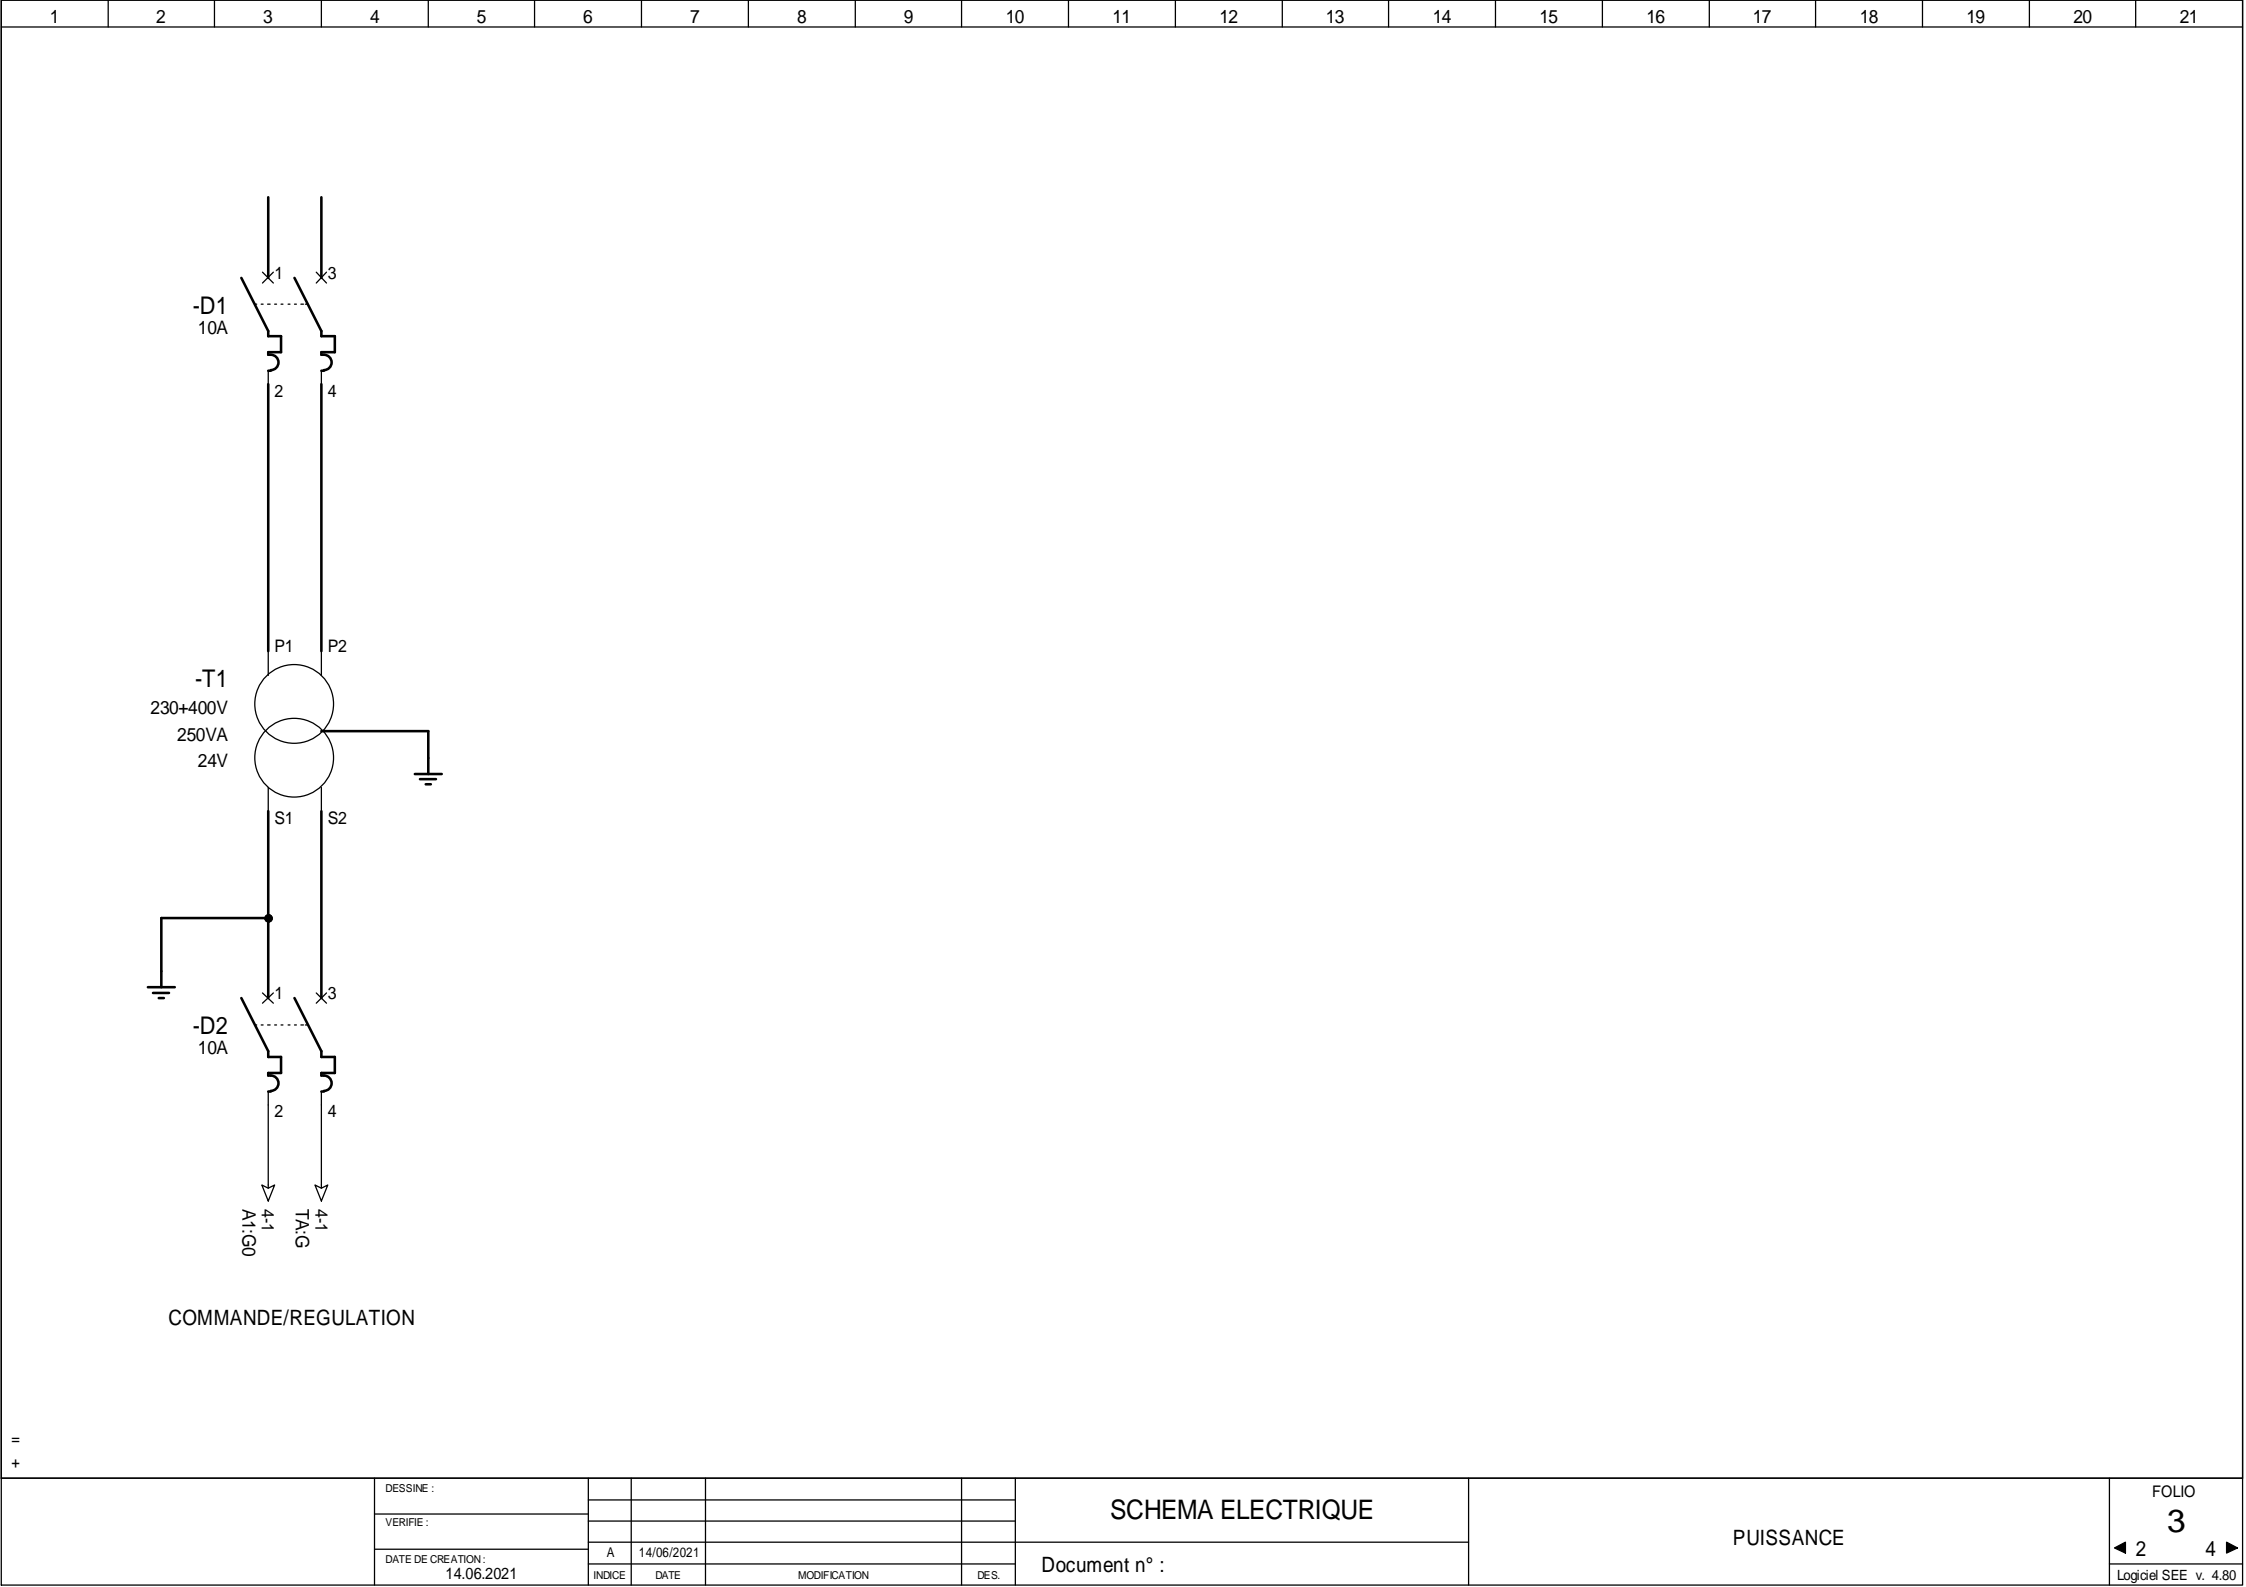 1 2 3 4 5 6 7 8 9 10 11 12 13 14 15 16 17 18 19 20 21
1 3
-D1
10A
2 4
P1 P2
-T1
230+400V
250VA
24V
S1 S2
1 3
-D2
10A
2 4
4-1
A1:G0
4-1
TA:G
COMMANDE/REGULATION
=
+
DESSINE :
VERIFIE :
DATE DE CREATION :
14.06.2021
A 14/06/2021
INDICE DATE MODIFICATION DES.
SCHEMA ELECTRIQUE
Document n° :
PUISSANCE
FOLIO
3
◄ 2 4 ►
Logiciel SEE v. 4.80